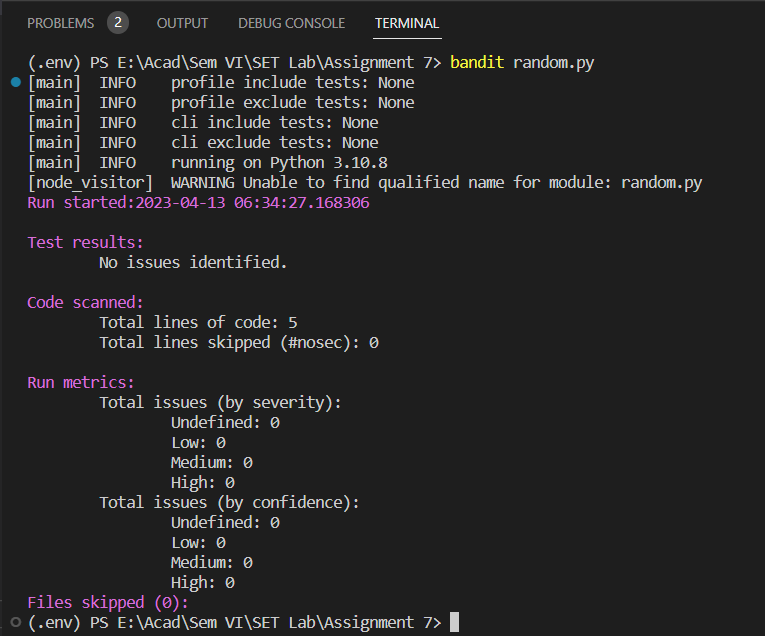 PROBLEMS 2 OUTPUT DEBUG CONSOLE TERMINAL
(.env) PS E:\Acad\Sem VI\SET Lab\Assignment 7> bandit random.py
[main]  INFO    profile include tests: None
[main]  INFO    profile exclude tests: None
[main]  INFO    cli include tests: None
[main]  INFO    cli exclude tests: None
[main]  INFO    running on Python 3.10.8
[node_visitor]  WARNING Unable to find qualified name for module: random.py
Run started:2023-04-13 06:34:27.168306
Test results:
        No issues identified.
Code scanned:
        Total lines of code: 5
        Total lines skipped (#nosec): 0
Run metrics:
        Total issues (by severity):
                Undefined: 0
                Low: 0
                Medium: 0
                High: 0
        Total issues (by confidence):
                Undefined: 0
                Low: 0
                Medium: 0
                High: 0
Files skipped (0):
(.env) PS E:\Acad\Sem VI\SET Lab\Assignment 7>